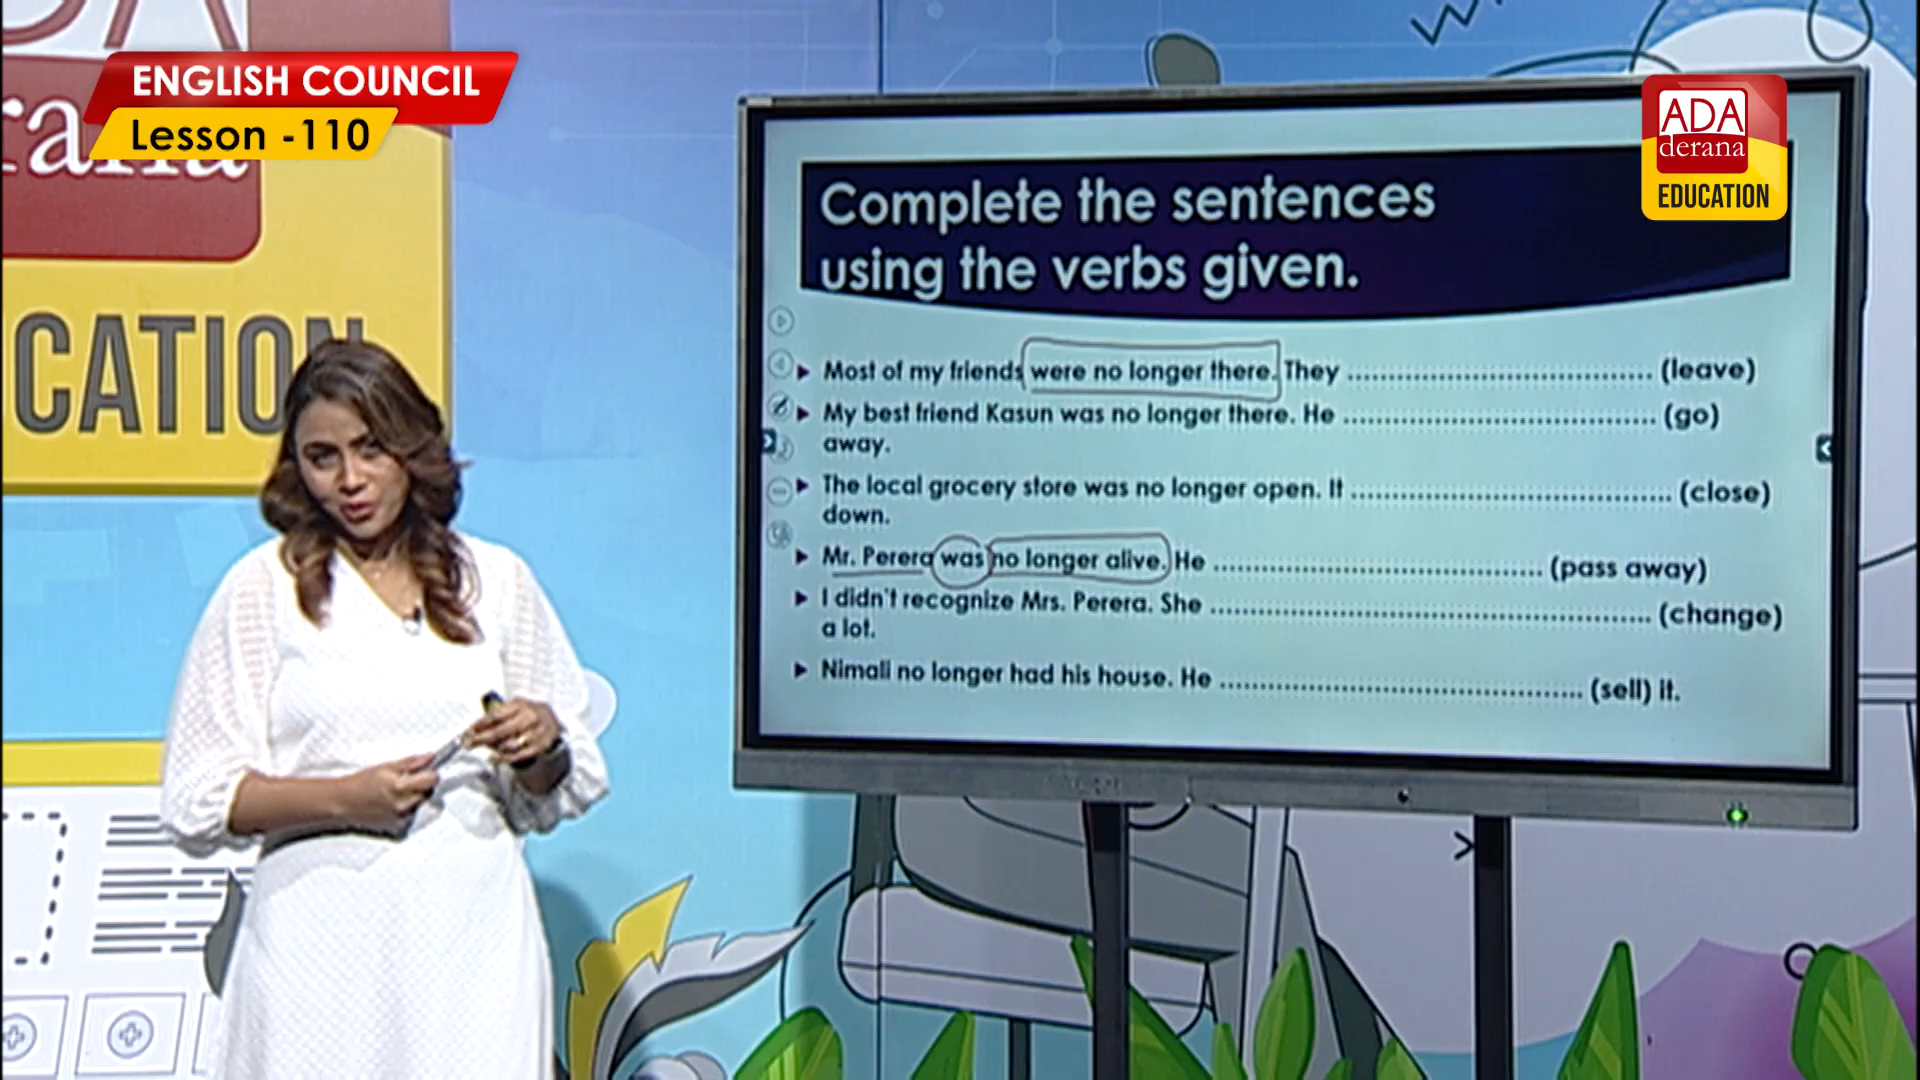 ENGLISH COUNCIL
Lesson -110
ADA
derana
EDUCATION
CATION
Complete the sentences
using the verbs given.
Most of my friends were no longer there. They ........................................ (leave)
My best friend Kasun was no longer there. He ........................................ (go)
away.
The local grocery store was no longer open. It ........................................ (close)
down.
Mr. Perera was no longer alive. He ........................................ (pass away)
I didn't recognize Mrs. Perera. She ........................................ (change)
a lot.
Nimali no longer had his house. He ........................................ (sell) it.